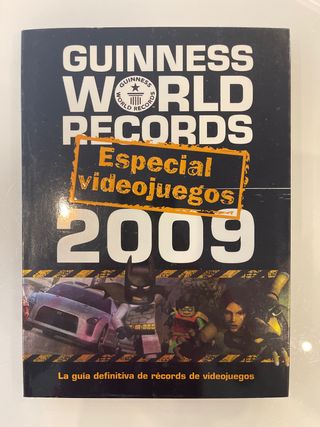 GUINNESS
WORLD
GUINNESS
WORLD RECORDS
RECORDS
Especial
videojuegos
2009
La guía definitiva de récords de videojuegos